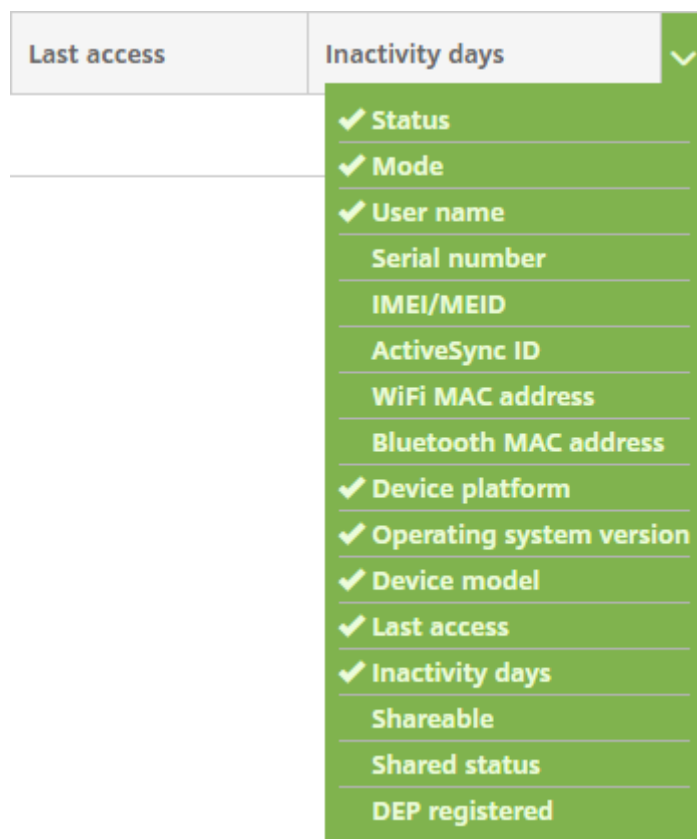 Last access Inactivity days
Status
Mode
User name
Serial number
IMEI/MEID
ActiveSync ID
WiFi MAC address
Bluetooth MAC address
Device platform
Operating system version
Device model
Last access
Inactivity days
Shareable
Shared status
DEP registered